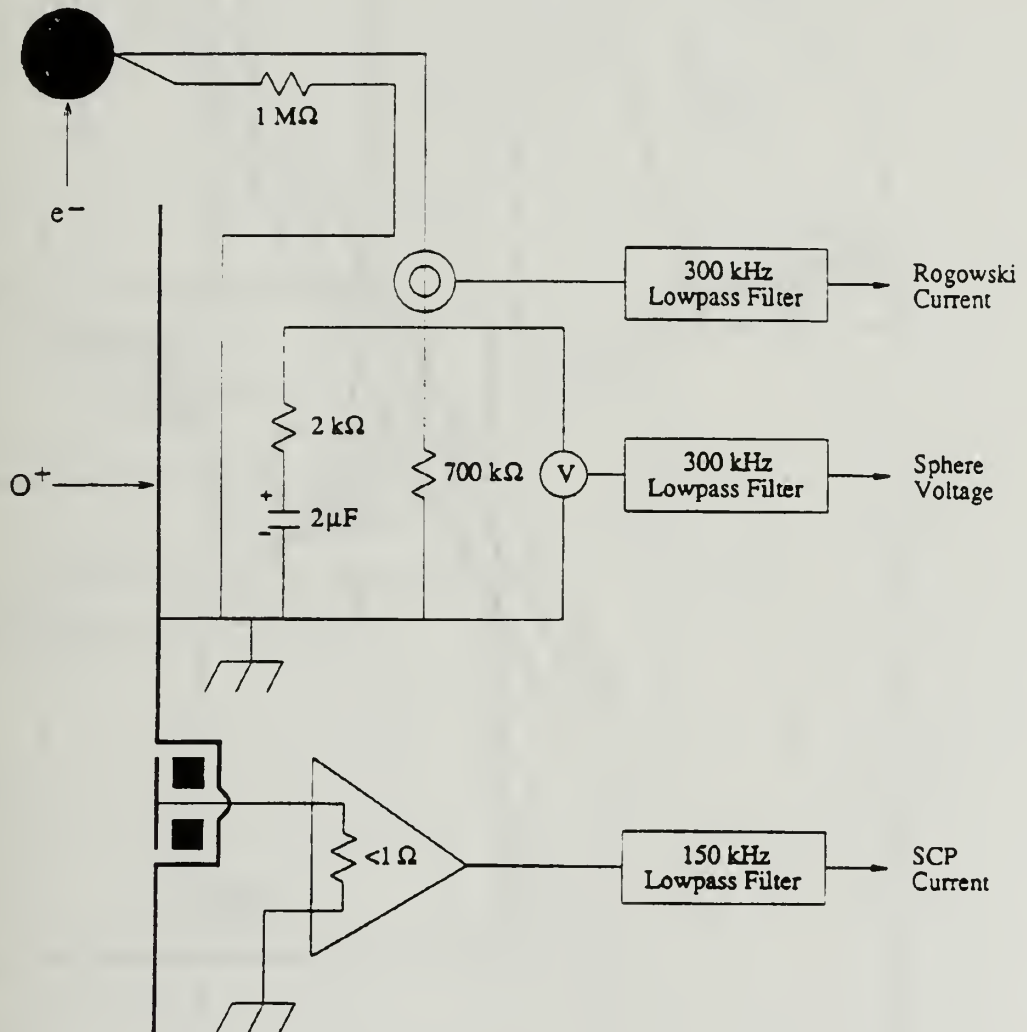 1 MΩ
e−
300 kHz
Lowpass Filter
Rogowski
Current
2 kΩ
700 kΩ
V
300 kHz
Lowpass Filter
Sphere
Voltage
O+
+
2μF
-
<1 Ω
150 kHz
Lowpass Filter
SCP
Current